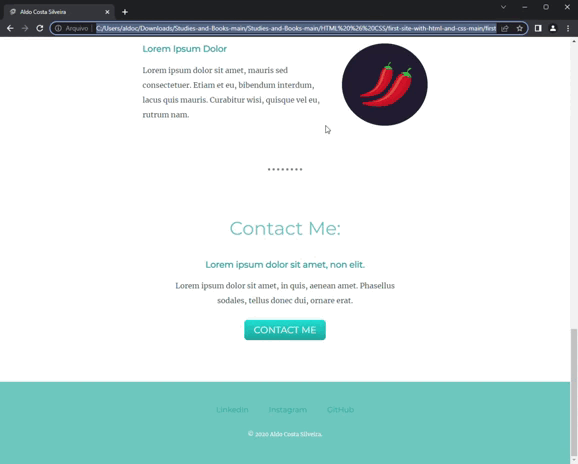 Aldo Costa Silveira
Arquivo
C:/Users/aldoc/Downloads/Studies-and-Books-main/Studies-and-Books-main/HTML%20%26%20CSS/first-site-with-html-and-css-main/first
Lorem Ipsum Dolor
Lorem ipsum dolor sit amet, mauris sed
consectetuer. Etiam et eu, bibendum interdum,
lacus quis mauris. Curabitur wisi, quisque vel eu,
rutrum nam.
Contact Me:
Lorem ipsum dolor sit amet, non elit.
Lorem ipsum dolor sit amet, in quis, aenean amet. Phasellus
sodales, tellus donec dui, ornare erat.
CONTACT ME
LinkedIn Instagram GitHub
© 2020 Aldo Costa Silveira.